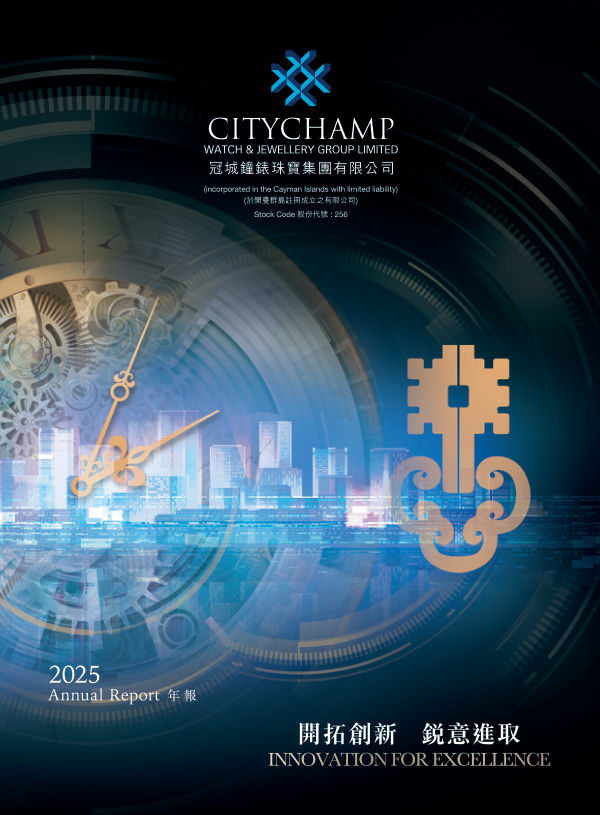 CITYCHAMP
WATCH & JEWELLERY GROUP LIMITED
冠城鐘錶珠寶集團有限公司
(incorporated in the Cayman Islands with limited liability)
(於開曼群島註冊成立之有限公司)
Stock Code 股份代號 : 256
XI
2025
Annual Report 年報
開拓創新 銳意進取
INNOVATION FOR EXCELLENCE